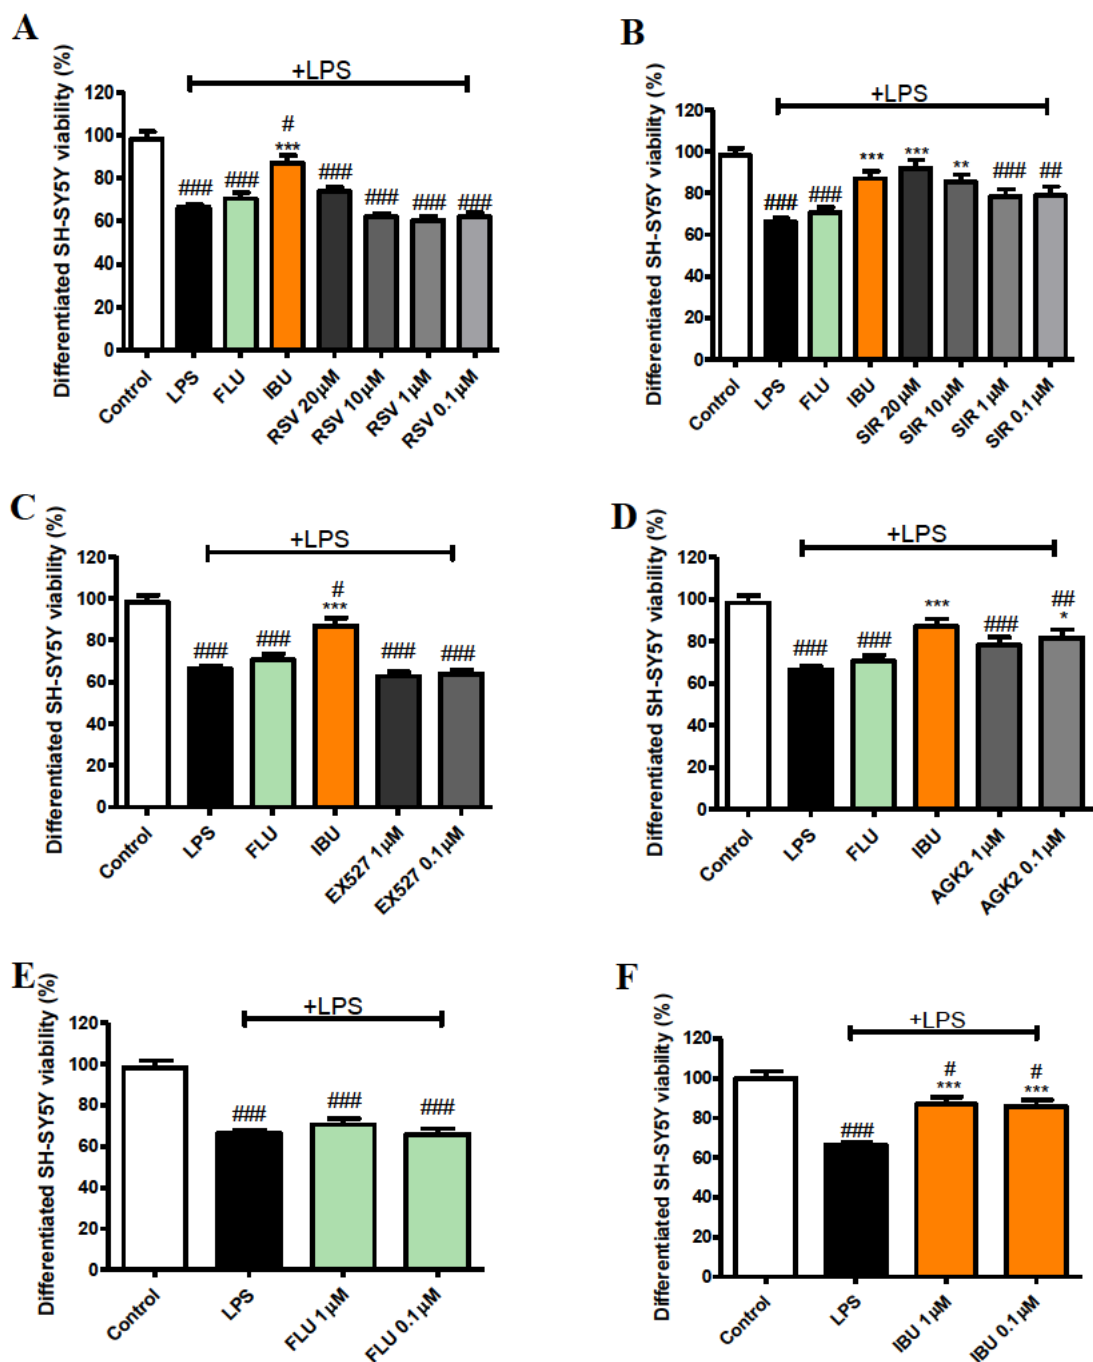 A
Differentiated SH-SY5Y viability (%)
+LPS
120
100
80
60
40
20
0
###
###
#
***
###
###
###
###
Control
LPS
FLU
IBU
RSV 20µM
RSV 10µM
RSV 1µM
RSV 0.1µM
B
Differentiated SH-SY5Y viability (%)
+LPS
120
100
80
60
40
20
0
###
###
***
***
**
###
##
Control
LPS
FLU
IBU
SIR 20µM
SIR 10µM
SIR 1µM
SIR 0.1µM
C
Differentiated SH-SY5Y viability (%)
+LPS
120
100
80
60
40
20
0
###
###
#
***
###
###
Control
LPS
FLU
IBU
EX527 1µM
EX527 0.1µM
D
Differentiated SH-SY5Y viability (%)
+LPS
120
100
80
60
40
20
0
###
###
***
###
##
*
Control
LPS
FLU
IBU
AGK2 1µM
AGK2 0.1µM
E
Differentiated SH-SY5Y viability (%)
+LPS
120
100
80
60
40
20
0
###
###
###
Control
LPS
FLU 1µM
FLU 0.1µM
F
Differentiated SH-SY5Y viability (%)
+LPS
120
100
80
60
40
20
0
###
#
***
#
***
Control
LPS
IBU 1µM
IBU 0.1µM